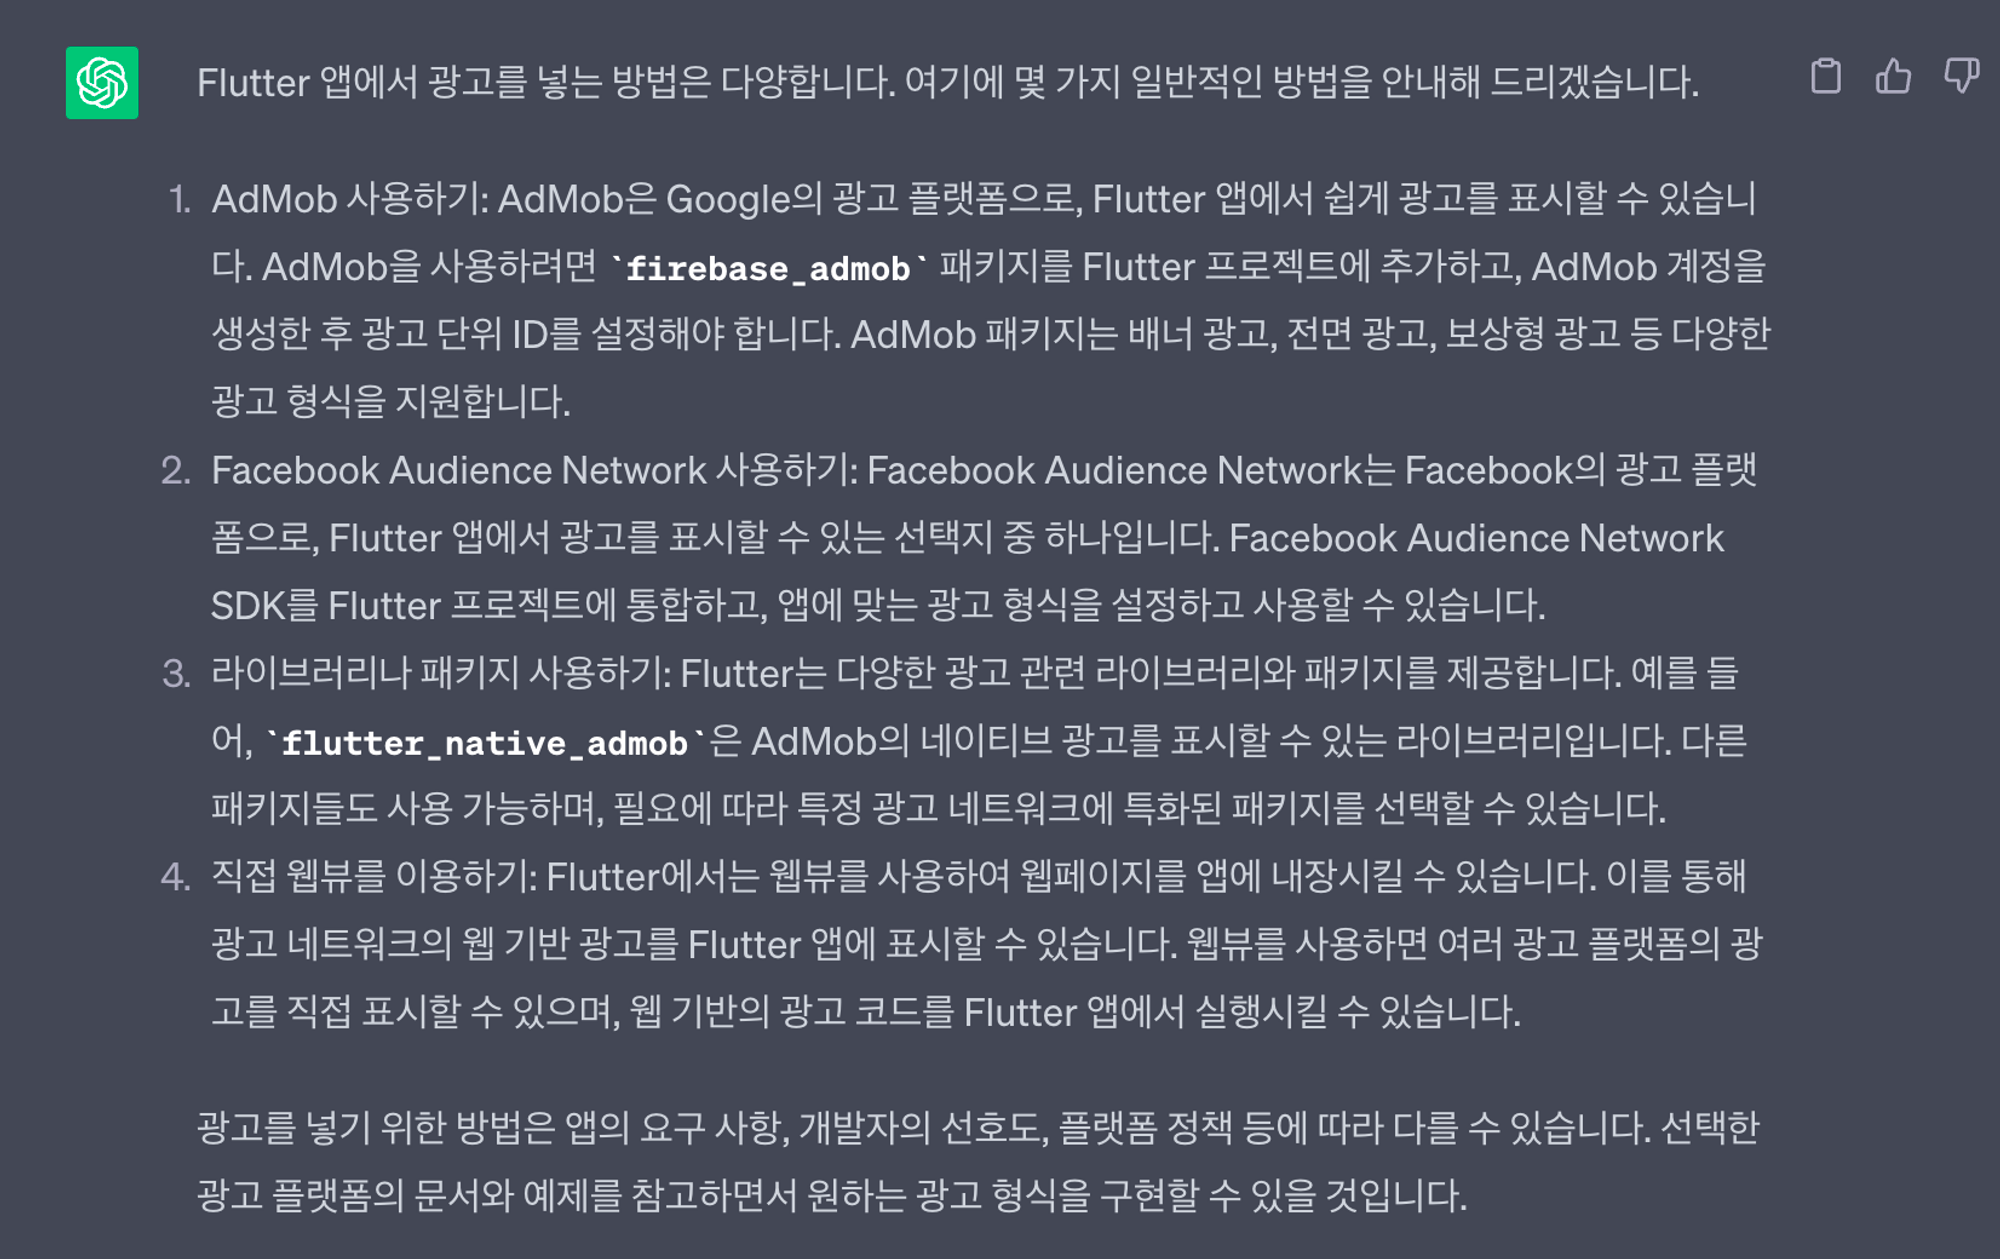 Flutter 앱에서 광고를 넣는 방법은 다양합니다. 여기에 몇 가지 일반적인 방법을 안내해 드리겠습니다.
1. AdMob 사용하기: AdMob은 Google의 광고 플랫폼으로, Flutter 앱에서 쉽게 광고를 표시할 수 있습니
다. AdMob을 사용하려면 `firebase_admob` 패키지를 Flutter 프로젝트에 추가하고, AdMob 계정을
생성한 후 광고 단위 ID를 설정해야 합니다. AdMob 패키지는 배너 광고, 전면 광고, 보상형 광고 등 다양한
광고 형식을 지원합니다.
2. Facebook Audience Network 사용하기: Facebook Audience Network는 Facebook의 광고 플랫
폼으로, Flutter 앱에서 광고를 표시할 수 있는 선택지 중 하나입니다. Facebook Audience Network
SDK를 Flutter 프로젝트에 통합하고, 앱에 맞는 광고 형식을 설정하고 사용할 수 있습니다.
3. 라이브러리나 패키지 사용하기: Flutter는 다양한 광고 관련 라이브러리와 패키지를 제공합니다. 예를 들
어, `flutter_native_admob`은 AdMob의 네이티브 광고를 표시할 수 있는 라이브러리입니다. 다른
패키지들도 사용 가능하며, 필요에 따라 특정 광고 네트워크에 특화된 패키지를 선택할 수 있습니다.
4. 직접 웹뷰를 이용하기: Flutter에서는 웹뷰를 사용하여 웹페이지를 앱에 내장시킬 수 있습니다. 이를 통해
광고 네트워크의 웹 기반 광고를 Flutter 앱에 표시할 수 있습니다. 웹뷰를 사용하면 여러 광고 플랫폼의 광
고를 직접 표시할 수 있으며, 웹 기반의 광고 코드를 Flutter 앱에서 실행시킬 수 있습니다.
광고를 넣기 위한 방법은 앱의 요구 사항, 개발자의 선호도, 플랫폼 정책 등에 따라 다를 수 있습니다. 선택한
광고 플랫폼의 문서와 예제를 참고하면서 원하는 광고 형식을 구현할 수 있을 것입니다.